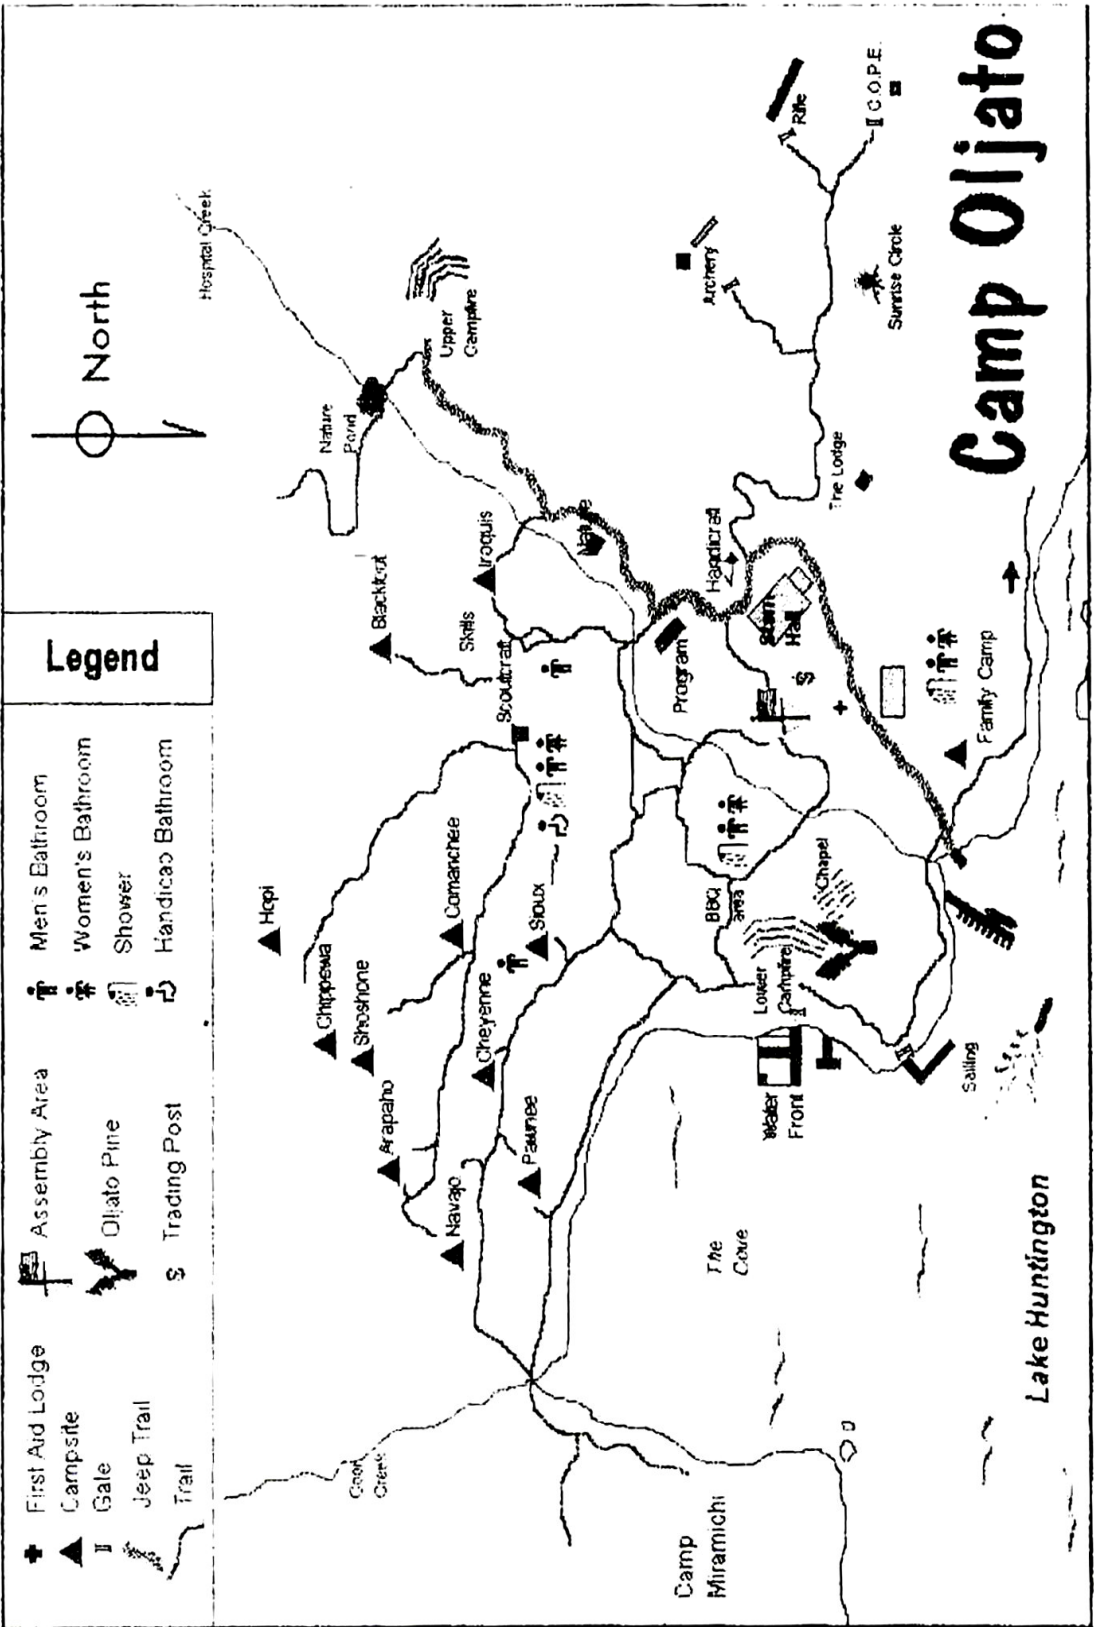 Legend
First Aid Lodge
Campsite
Gate
Jeep Trail
Trail
Assembly Area
Oljato Pine
Trading Post
Men's Bathroom
Women's Bathroom
Shower
Handicap Bathroom
North
Hospital Creek
Nature
Pond
Upper
Campfire
Hopi
Chippewa
Shoshone
Arapaho
Navajo
Blackfoot
Comanchee
Cheyenne
Sioux
Pawnee
Skills
Scoutcraft
Iroquis
Nature
Program
Handicraft
The Lodge
Archery
Rifle
C.O.P.E.
Sunrise Circle
Hall
Family Camp
BBQ
area
Chapel
Lower
Campfire
Water
Front
Sailing
The
Cove
Creek
Camp
Miramichi
Lake Huntington
Camp Oljato